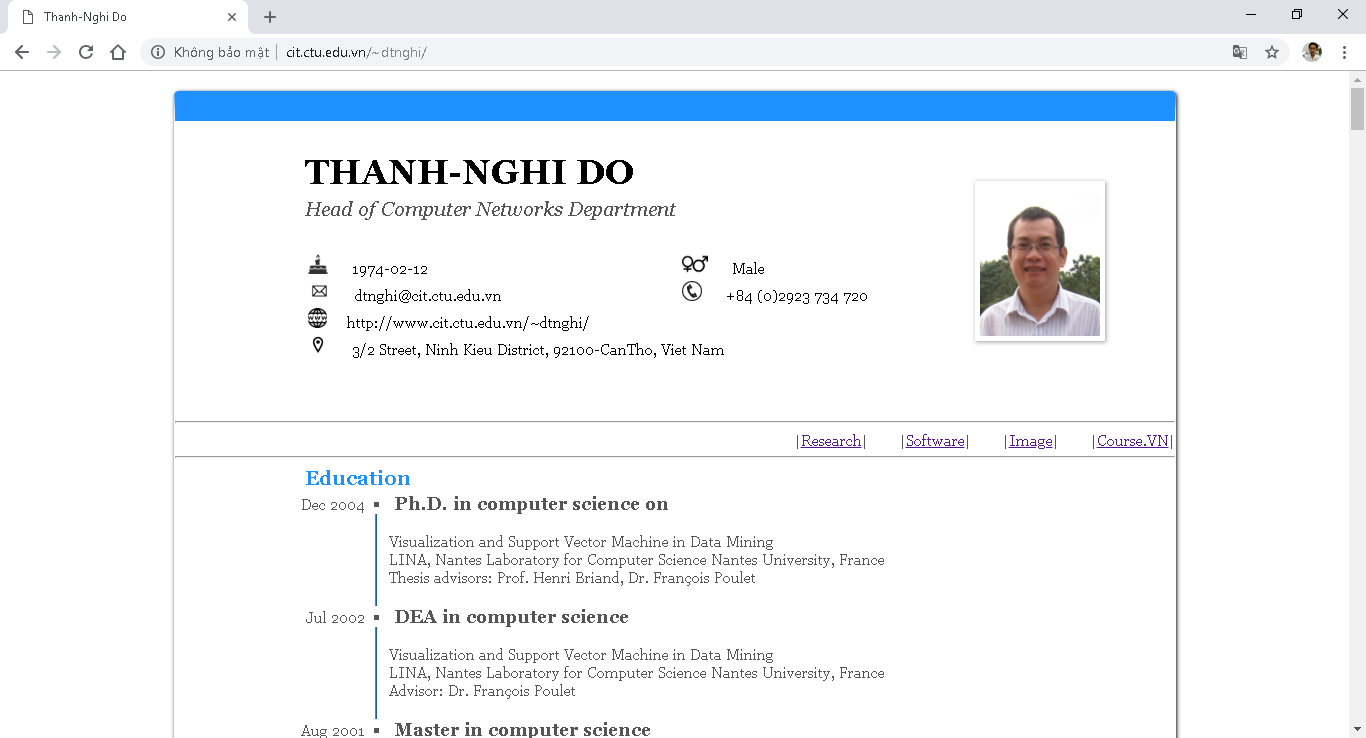 Thanh-Nghi Do
Không bảo mật | cit.ctu.edu.vn/~dtnghi/
THANH-NGHI DO
Head of Computer Networks Department
1974-02-12
Male
dtnghi@cit.ctu.edu.vn
+84 (0)2923 734 720
http://www.cit.ctu.edu.vn/~dtnghi/
3/2 Street, Ninh Kieu District, 92100-CanTho, Viet Nam
|Research| |Software| |Image| |Course.VN|
Education
Dec 2004 Ph.D. in computer science on
Visualization and Support Vector Machine in Data Mining
LINA, Nantes Laboratory for Computer Science Nantes University, France
Thesis advisors: Prof. Henri Briand, Dr. François Poulet
Jul 2002 DEA in computer science
Visualization and Support Vector Machine in Data Mining
LINA, Nantes Laboratory for Computer Science Nantes University, France
Advisor: Dr. François Poulet
Aug 2001 Master in computer science